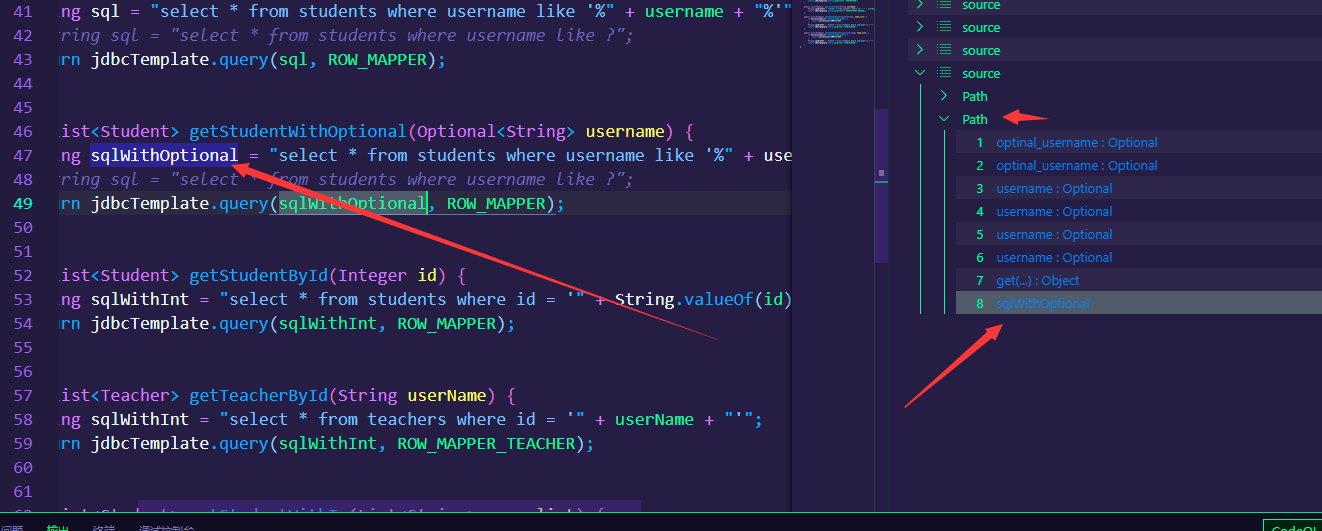 41 ng sql = "select * from students where username like '%" + username + "%'"
42 ring sql = "select * from students where username like ?";
43 rn jdbcTemplate.query(sql, ROW_MAPPER);
44
45
46 ist<Student> getStudentWithOptional(Optional<String> username) {
47 ng sqlWithOptional = "select * from students where username like '%" + use
48 ring sql = "select * from students where username like ?";
49 rn jdbcTemplate.query(sqlWithOptional, ROW_MAPPER);
50
51
52 ist<Student> getStudentById(Integer id) {
53 ng sqlWithInt = "select * from students where id = '" + String.valueOf(id)
54 rn jdbcTemplate.query(sqlWithInt, ROW_MAPPER);
55
56
57 ist<Teacher> getTeacherById(String userName) {
58 ng sqlWithInt = "select * from teachers where id = '" + userName + "'";
59 rn jdbcTemplate.query(sqlWithInt, ROW_MAPPER_TEACHER);
60
61
source
source
source
source
Path
Path
1 optinal_username : Optional
2 optinal_username : Optional
3 username : Optional
4 username : Optional
5 username : Optional
6 username : Optional
7 get(...) : Object
8 sqlWithOptional
问题 输出 终端 调试控制台